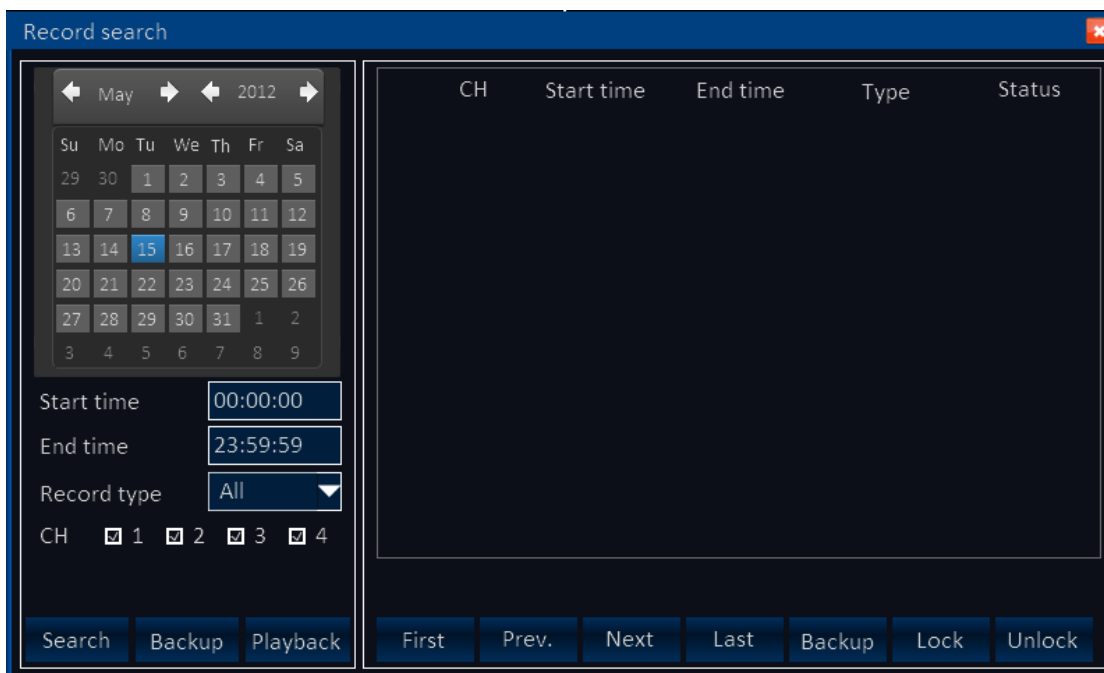 Record search
May 2012
Su Mo Tu We Th Fr Sa
29 30 1 2 3 4 5
6 7 8 9 10 11 12
13 14 15 16 17 18 19
20 21 22 23 24 25 26
27 28 29 30 31 1 2
3 4 5 6 7 8 9
Start time 00:00:00
End time 23:59:59
Record type All
CH 1 2 3 4
Search Backup Playback
CH Start time End time Type Status
First Prev. Next Last Backup Lock Unlock